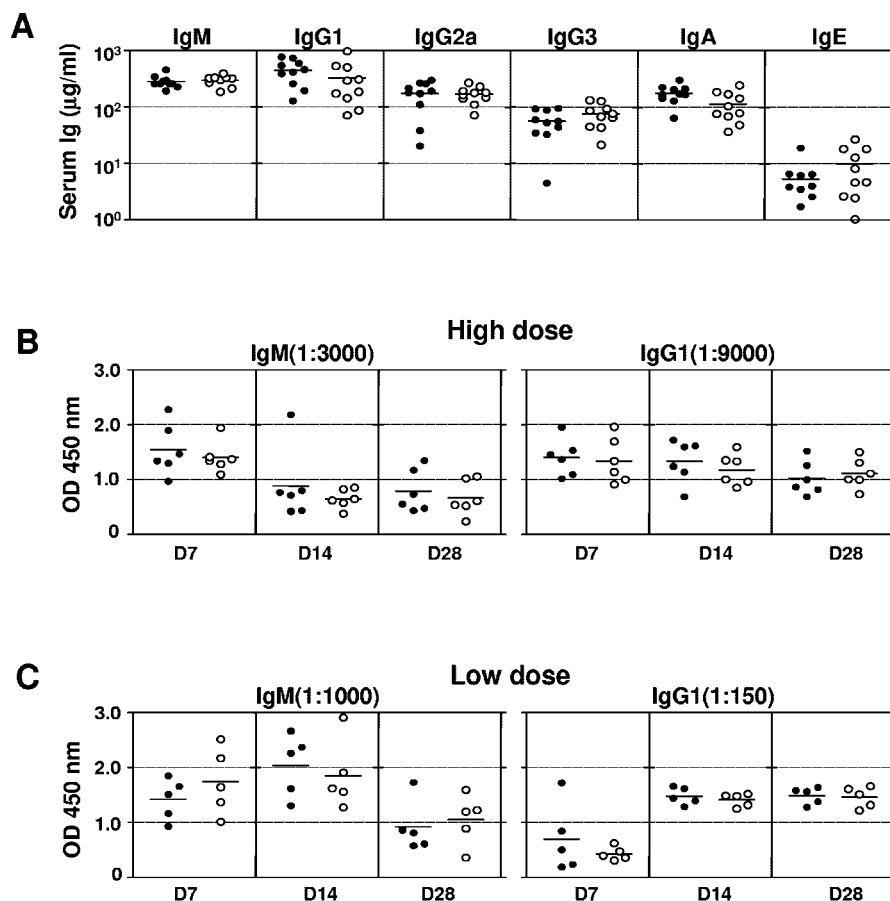 A
IgM IgG1 IgG2a IgG3 IgA IgE
Serum Ig (µg/ml)
10³
10²
10¹
10⁰
B
High dose
IgM(1:3000) IgG1(1:9000)
OD 450 nm
3.0
2.0
1.0
0
D7 D14 D28 D7 D14 D28
C
Low dose
IgM(1:1000) IgG1(1:150)
OD 450 nm
3.0
2.0
1.0
0
D7 D14 D28 D7 D14 D28